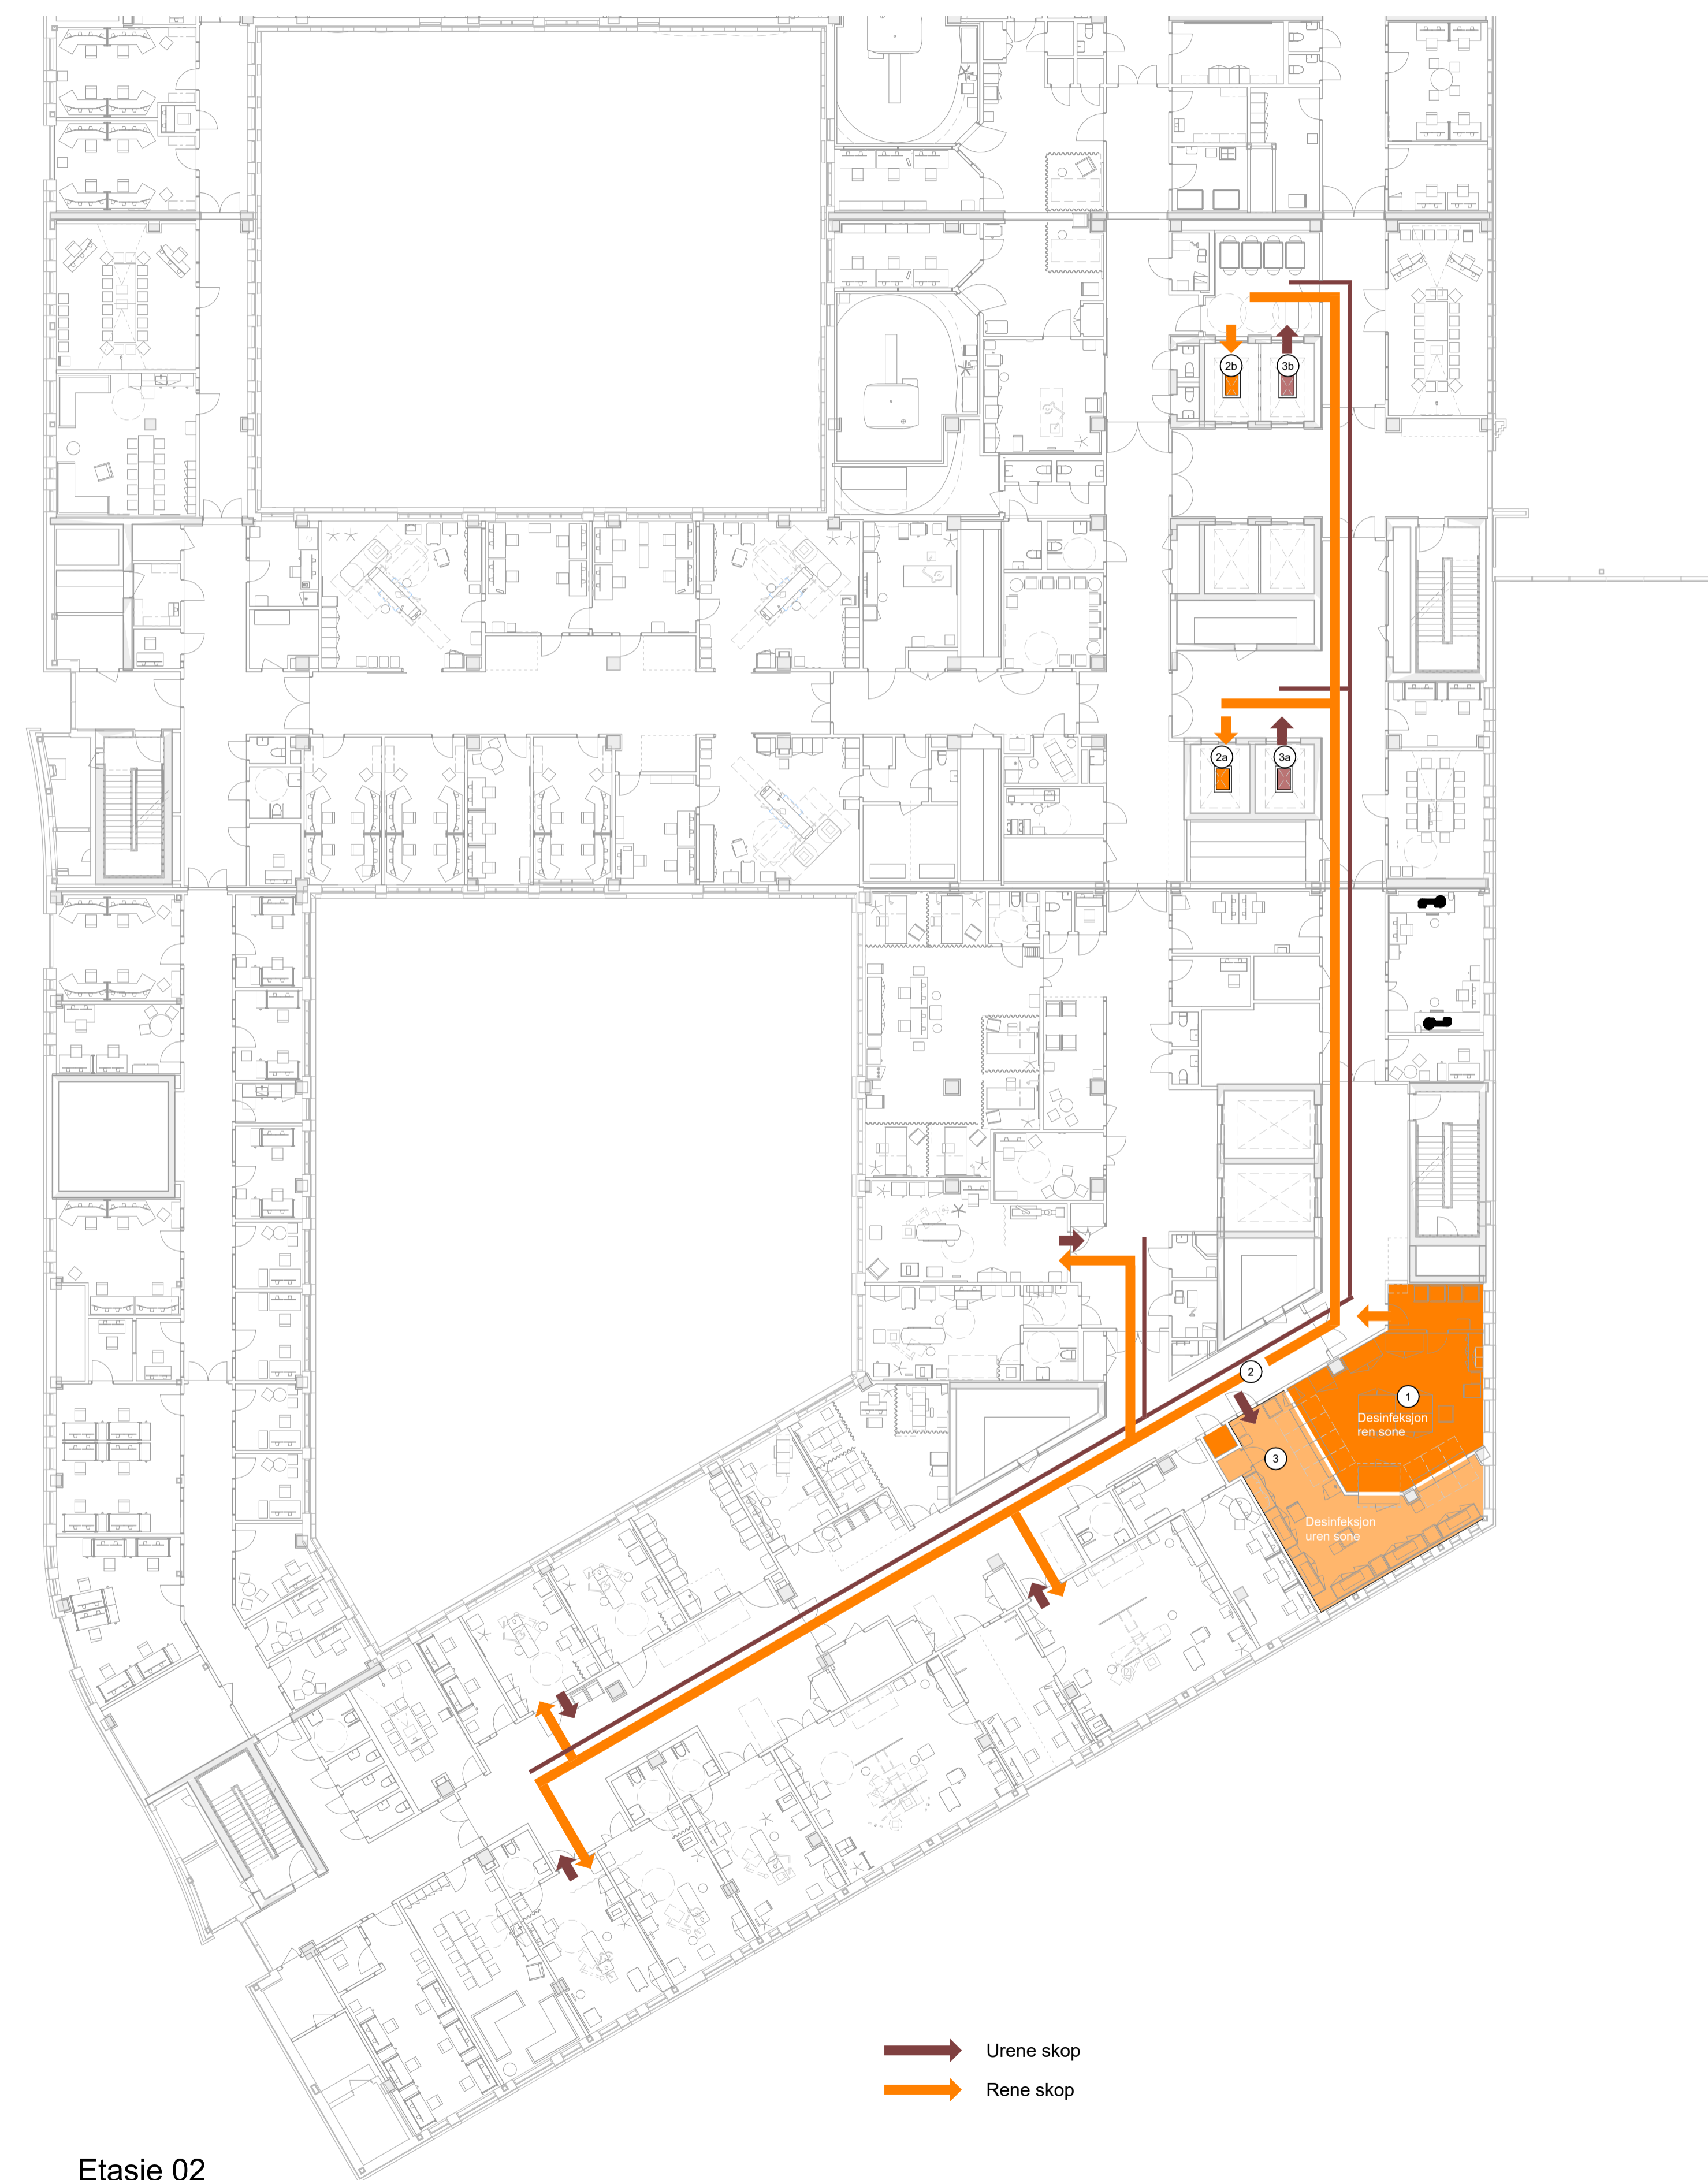 2b
3b
2a
3a
2
1
Desinfeksjon
ren sone
3
Desinfeksjon
uren sone
Urene skop
Rene skop
Etasje 02